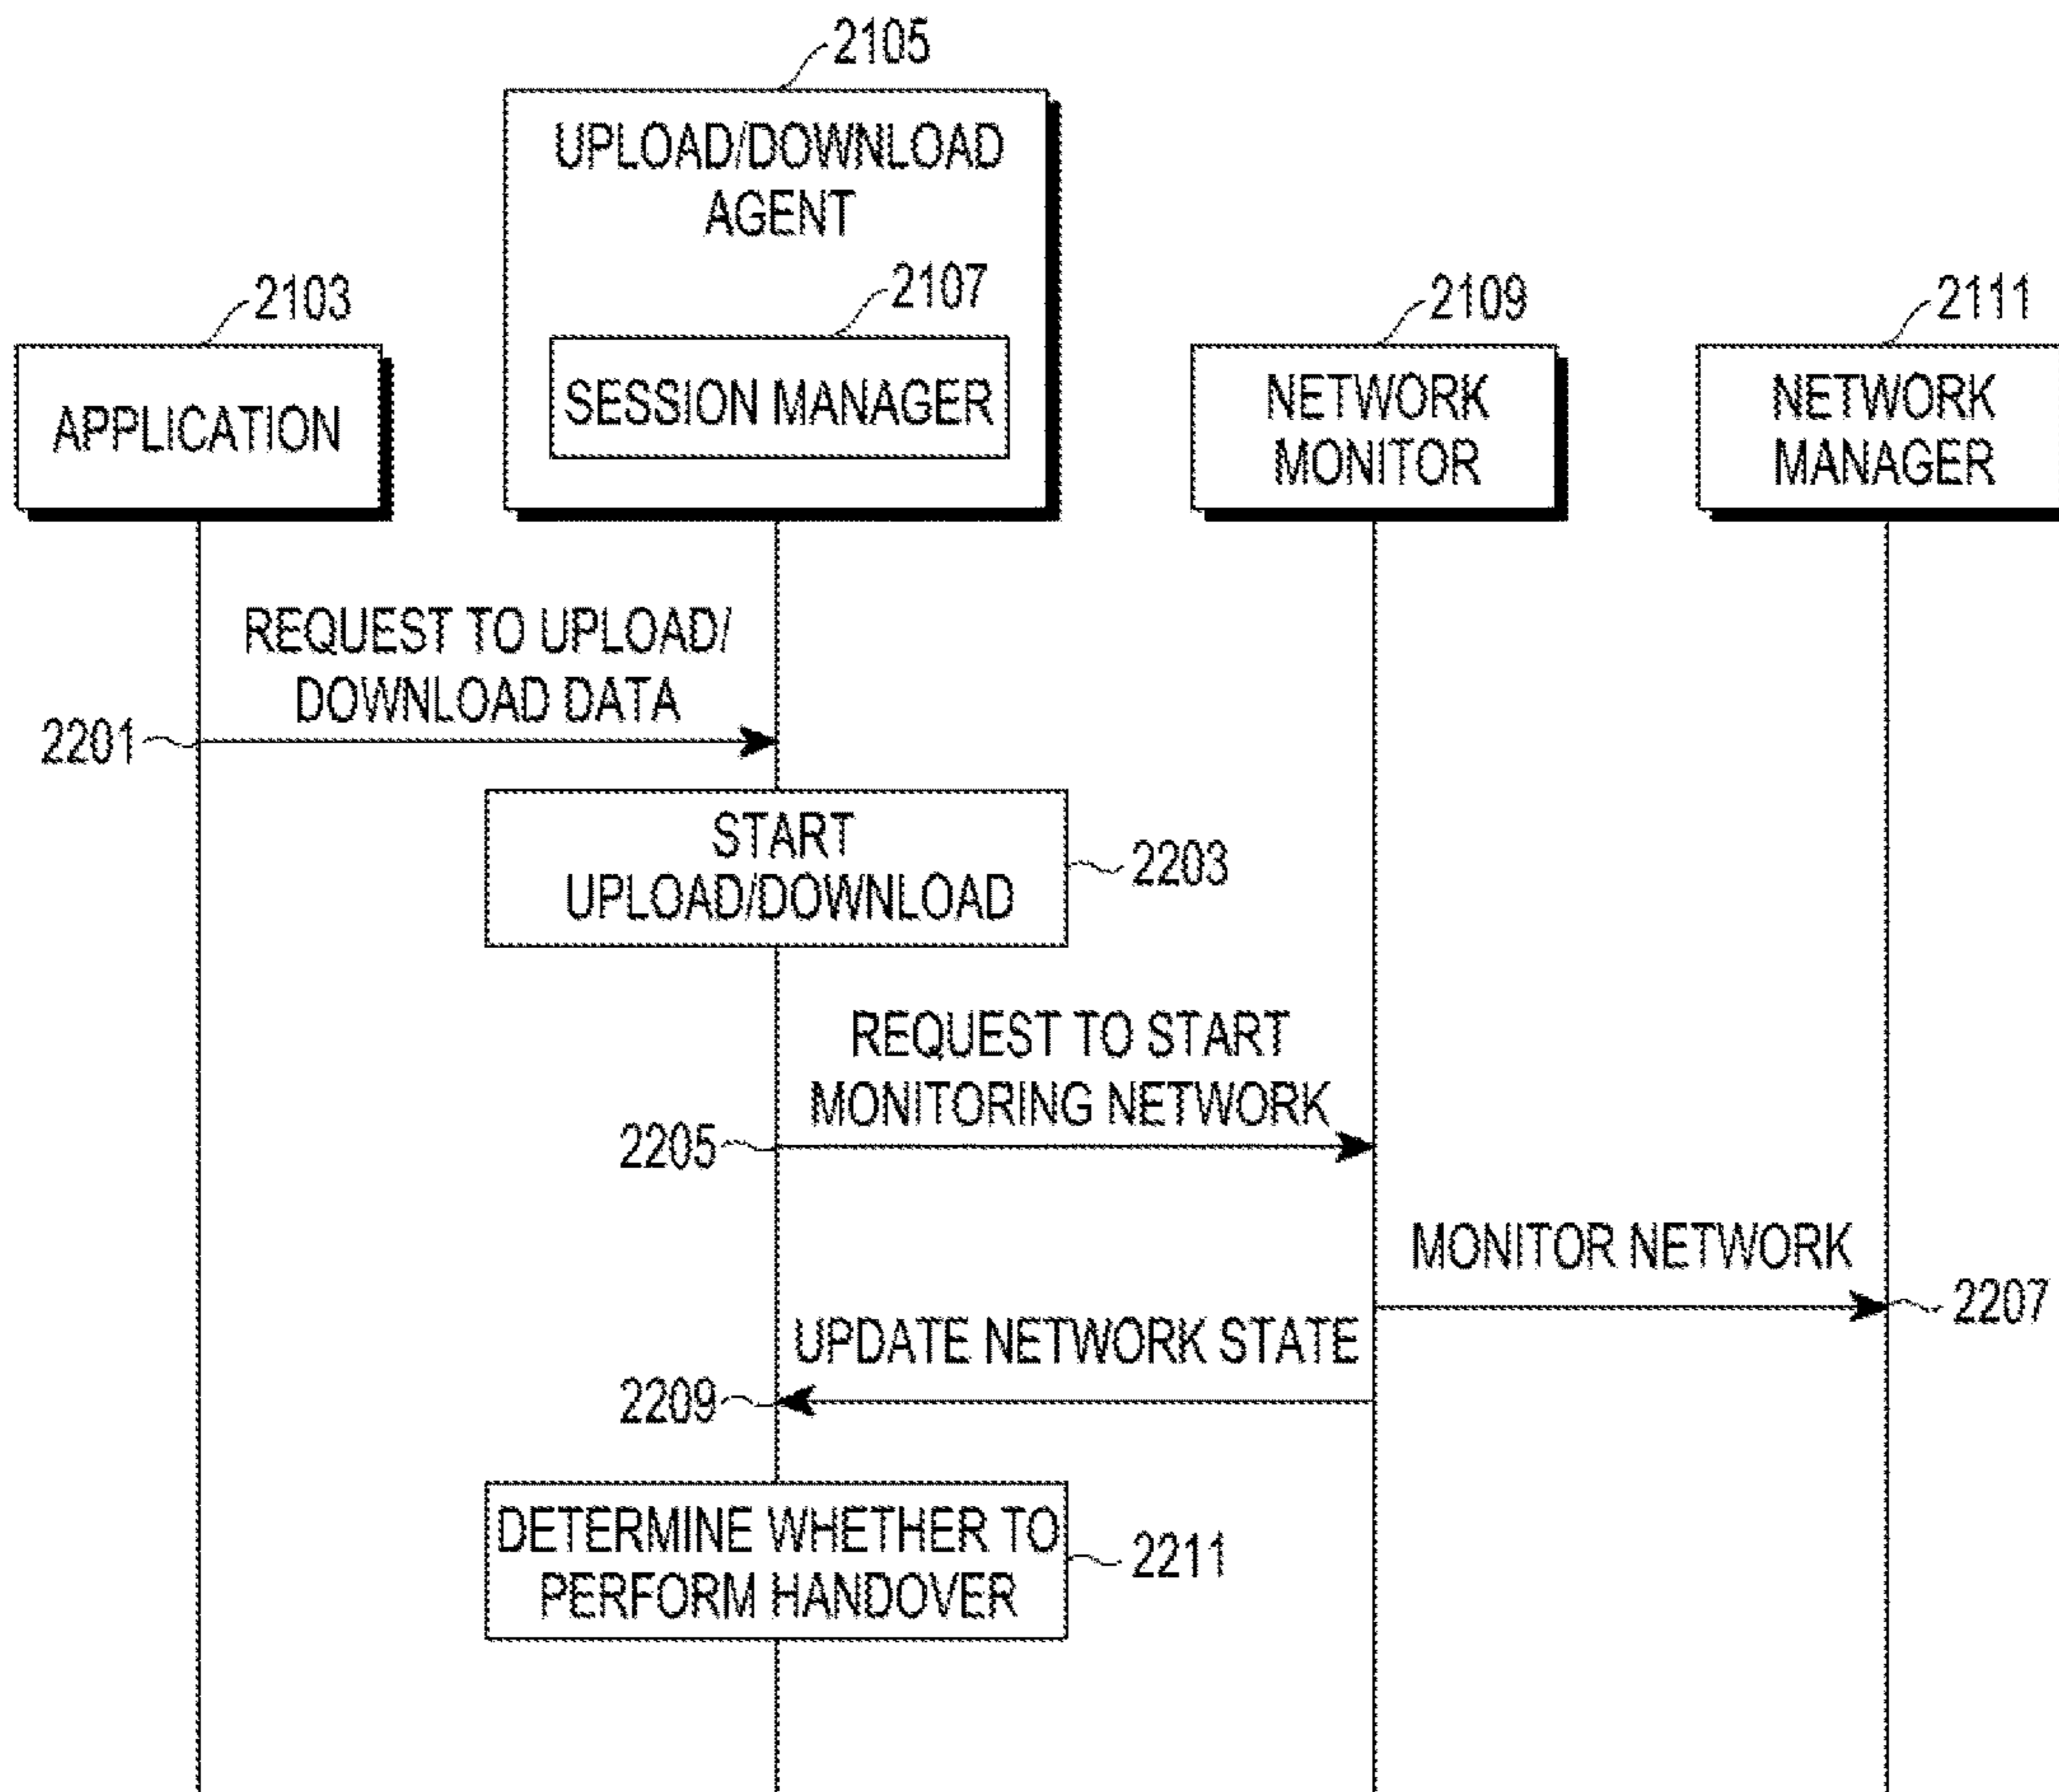 2105
UPLOAD/DOWNLOAD
AGENT
2107
SESSION MANAGER
2103
APPLICATION
2109
NETWORK
MONITOR
2111
NETWORK
MANAGER
REQUEST TO UPLOAD/
DOWNLOAD DATA
2201
START
UPLOAD/DOWNLOAD
2203
REQUEST TO START
MONITORING NETWORK
2205
MONITOR NETWORK
2207
UPDATE NETWORK STATE
2209
DETERMINE WHETHER TO
PERFORM HANDOVER
2211